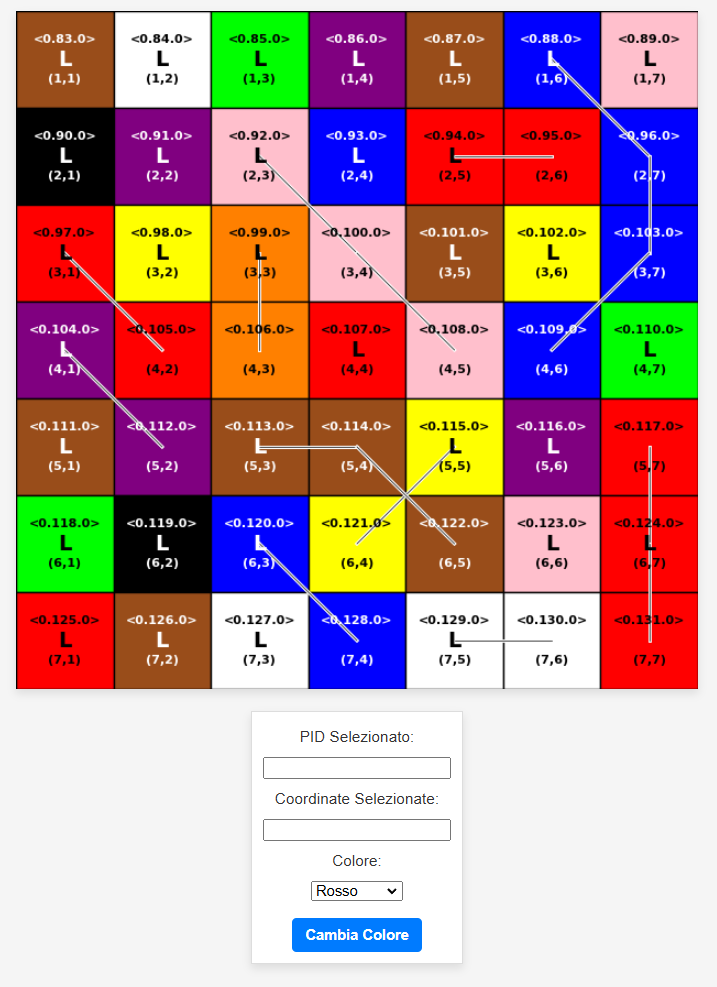 <0.83.0> <0.84.0> <0.85.0> <0.86.0> <0.87.0> <0.88.0> <0.89.0>
L L L L L L L
(1,1) (1,2) (1,3) (1,4) (1,5) (1,6) (1,7)
<0.90.0> <0.91.0> <0.92.0> <0.93.0> <0.94.0> <0.95.0> <0.96.0>
L L L L L
(2,1) (2,2) (2,3) (2,4) (2,5) (2,6) (2,7)
<0.97.0> <0.98.0> <0.99.0> <0.100.0> <0.101.0> <0.102.0> <0.103.0>
L L L L L
(3,1) (3,2) (3,3) (3,4) (3,5) (3,6) (3,7)
<0.104.0> <0.105.0> <0.106.0> <0.107.0> <0.108.0> <0.109.0> <0.110.0>
L L L
(4,1) (4,2) (4,3) (4,4) (4,5) (4,6) (4,7)
<0.111.0> <0.112.0> <0.113.0> <0.114.0> <0.115.0> <0.116.0> <0.117.0>
L L L L
(5,1) (5,2) (5,3) (5,4) (5,5) (5,6) (5,7)
<0.118.0> <0.119.0> <0.120.0> <0.121.0> <0.122.0> <0.123.0> <0.124.0>
L L L L L
(6,1) (6,2) (6,3) (6,4) (6,5) (6,6) (6,7)
<0.125.0> <0.126.0> <0.127.0> <0.128.0> <0.129.0> <0.130.0> <0.131.0>
L L L L
(7,1) (7,2) (7,3) (7,4) (7,5) (7,6) (7,7)
PID Selezionato:
Coordinate Selezionate:
Colore:
Rosso
Cambia Colore